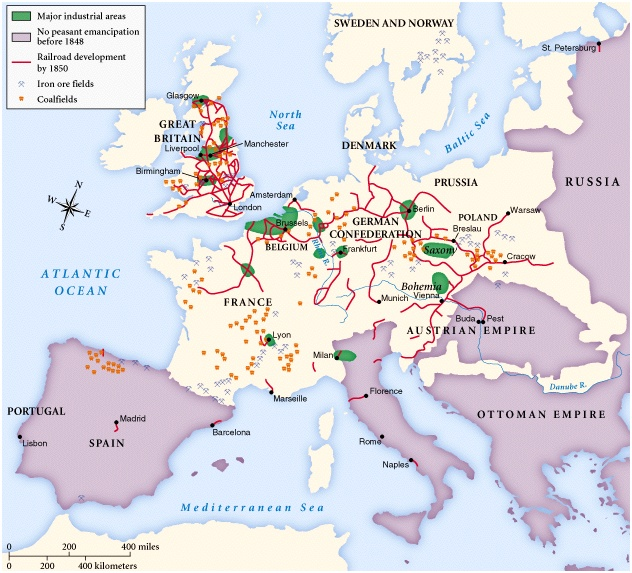 Major industrial areas
No peasant emancipation
before 1848
Railroad development
by 1850
Iron ore fields
Coalfields
SWEDEN AND NORWAY
St. Petersburg
Glasgow
North
Sea
GREAT
BRITAIN
Liverpool
Manchester
Birmingham
London
DENMARK
Baltic Sea
RUSSIA
PRUSSIA
N
W
E
S
Amsterdam
Berlin
POLAND
Warsaw
Brussels
BELGIUM
GERMAN
CONFEDERATION
Breslau
Frankfurt
Saxony
Cracow
ATLANTIC
OCEAN
Bohemia
FRANCE
Munich
Vienna
Buda
Pest
AUSTRIAN EMPIRE
Lyon
Milan
Danube R.
Marseille
Florence
OTTOMAN EMPIRE
PORTUGAL
Madrid
Barcelona
Lisbon
SPAIN
Rome
Naples
Mediterranean Sea
0
200
400 miles
0
200
400 kilometers